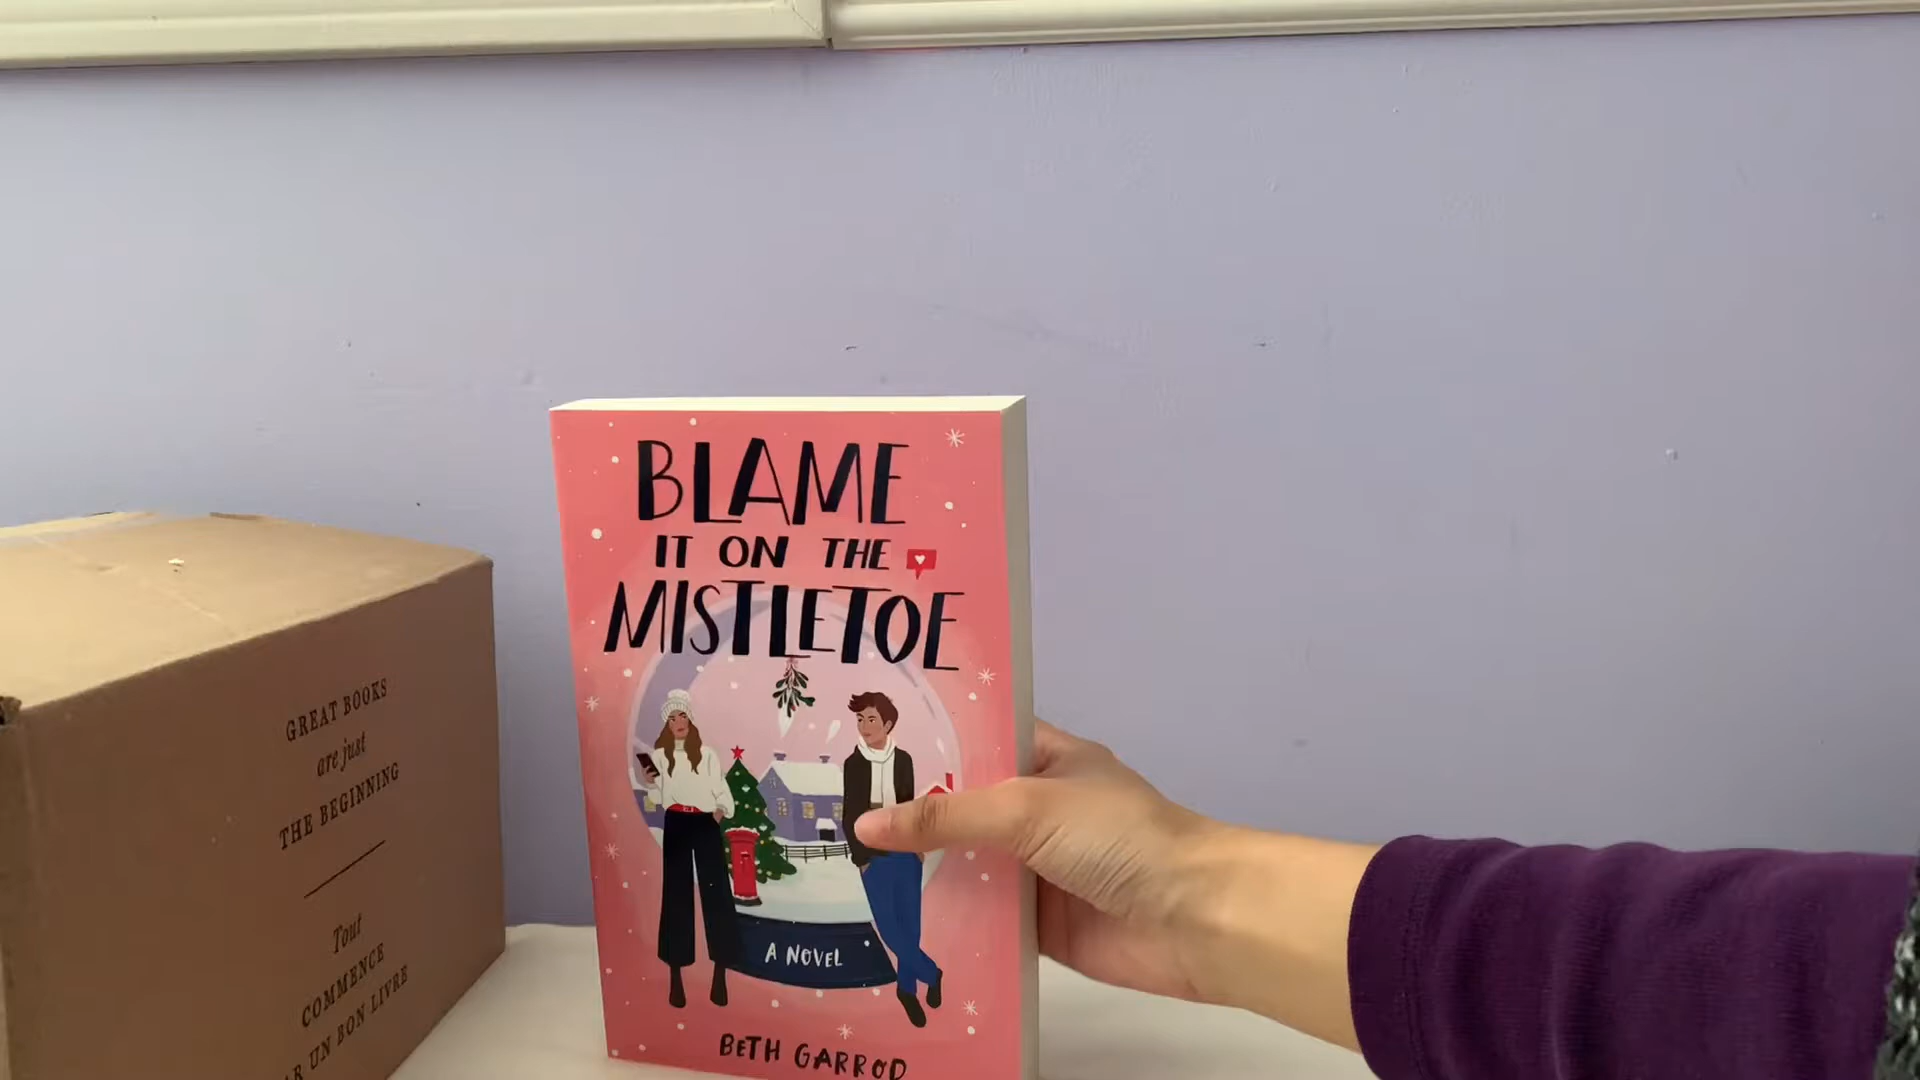 BLAME
IT ON THE
MISTLETOE
A NOVEL
BETH GARROD
GREAT BOOKS
are just
THE BEGINNING
Tout
COMMENCE
UN BON LIVRE